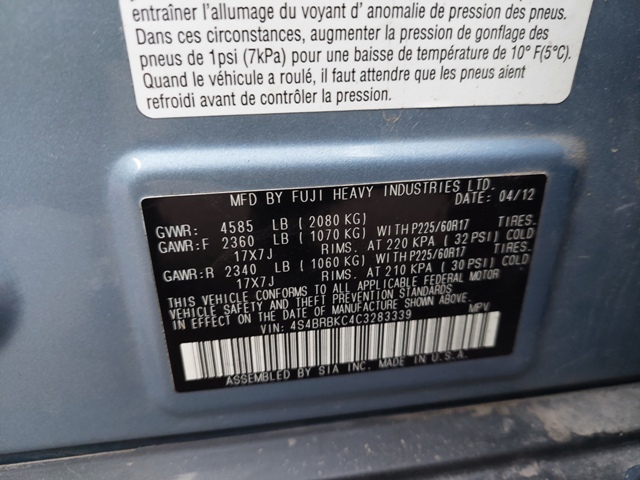 entraîner l'allumage du voyant d' anomalie de pression des pneus.
Dans ces circonstances, augmenter la pression de gonflage des
pneus de 1psi (7kPa) pour une baisse de température de 10° F(5°C).
Quand le véhicule a roulé, il faut attendre que les pneus aient
refroidi avant de contrôler la pression.
MFD BY FUJI HEAVY INDUSTRIES LTD.
DATE: 04/12
GVWR: 4585 LB ( 2080 KG)
GAWR:F 2360 LB ( 1070 KG) WITH P225/60R17 TIRES.
17X7J RIMS. AT 220 KPA ( 32 PSI) COLD
GAWR:R 2340 LB ( 1060 KG) WITH P225/60R17 TIRES.
17X7J RIMS. AT 210 KPA ( 30 PSI) COLD
THIS VEHICLE CONFORMS TO ALL APPLICABLE FEDERAL MOTOR
VEHICLE SAFETY AND THEFT PREVENTION STANDARDS
IN EFFECT ON THE DATE OF MANUFACTURE SHOWN ABOVE.
VIN: 4S4BRBKC4C3283339 MPV
ASSEMBLED BY SIA INC. MADE IN U.S.A.